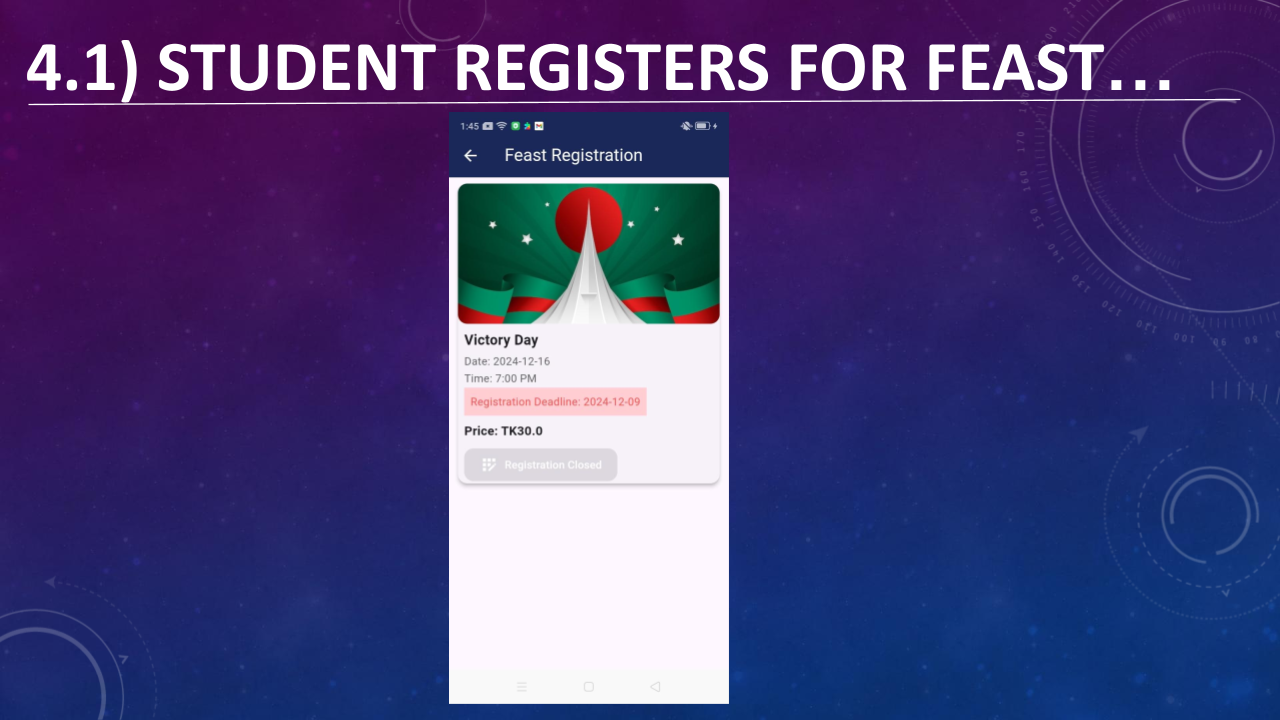 4.1) STUDENT REGISTERS FOR FEAST...
1:45
Feast Registration
Victory Day
Date: 2024-12-16
Time: 7:00 PM
Registration Deadline: 2024-12-09
Price: TK30.0
Registration Closed